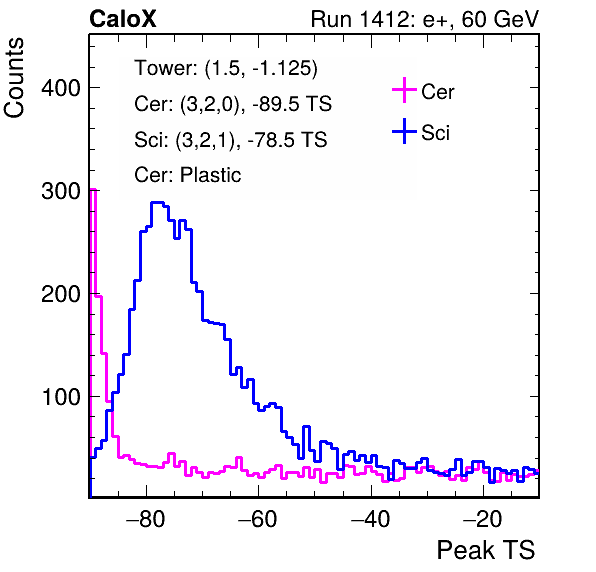 CaloX Run 1412: e+, 60 GeV
Counts
Tower: (1.5, -1.125)
Cer: (3,2,0), -89.5 TS
Sci: (3,2,1), -78.5 TS
Cer: Plastic
Cer
Sci
400
300
200
100
−80 −60 −40 −20
Peak TS